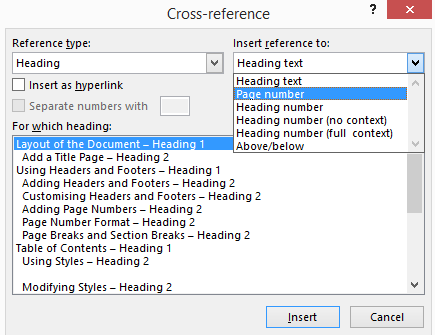 Cross-reference ?
Reference type: Insert reference to:
Heading Heading text
Insert as hyperlink
Separate numbers with
Heading text
Page number
Heading number
Heading number (no context)
Heading number (full context)
Above/below
For which heading:
Layout of the Document – Heading 1
Add a Title Page – Heading 2
Using Headers and Footers – Heading 1
Adding Headers and Footers – Heading 2
Customising Headers and Footers – Heading 2
Adding Page Numbers – Heading 2
Page Number Format – Heading 2
Page Breaks and Section Breaks – Heading 2
Table of Contents – Heading 1
Using Styles – Heading 2
Modifying Styles – Heading 2
Insert Cancel